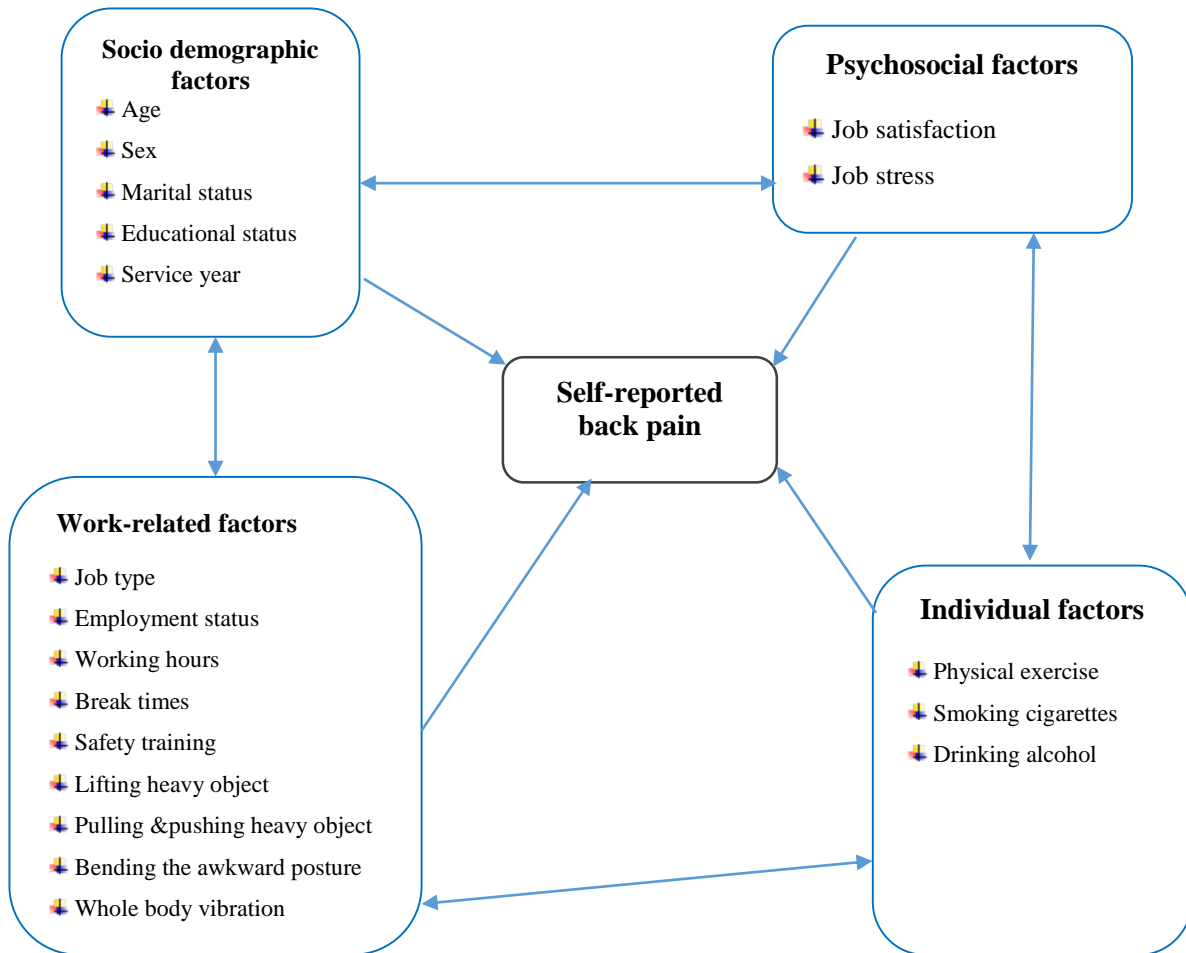 Socio demographic
factors
Age
Sex
Marital status
Educational status
Service year
Psychosocial factors
Job satisfaction
Job stress
Self-reported
back pain
Work-related factors
Job type
Employment status
Working hours
Break times
Safety training
Lifting heavy object
Pulling &pushing heavy object
Bending the awkward posture
Whole body vibration
Individual factors
Physical exercise
Smoking cigarettes
Drinking alcohol